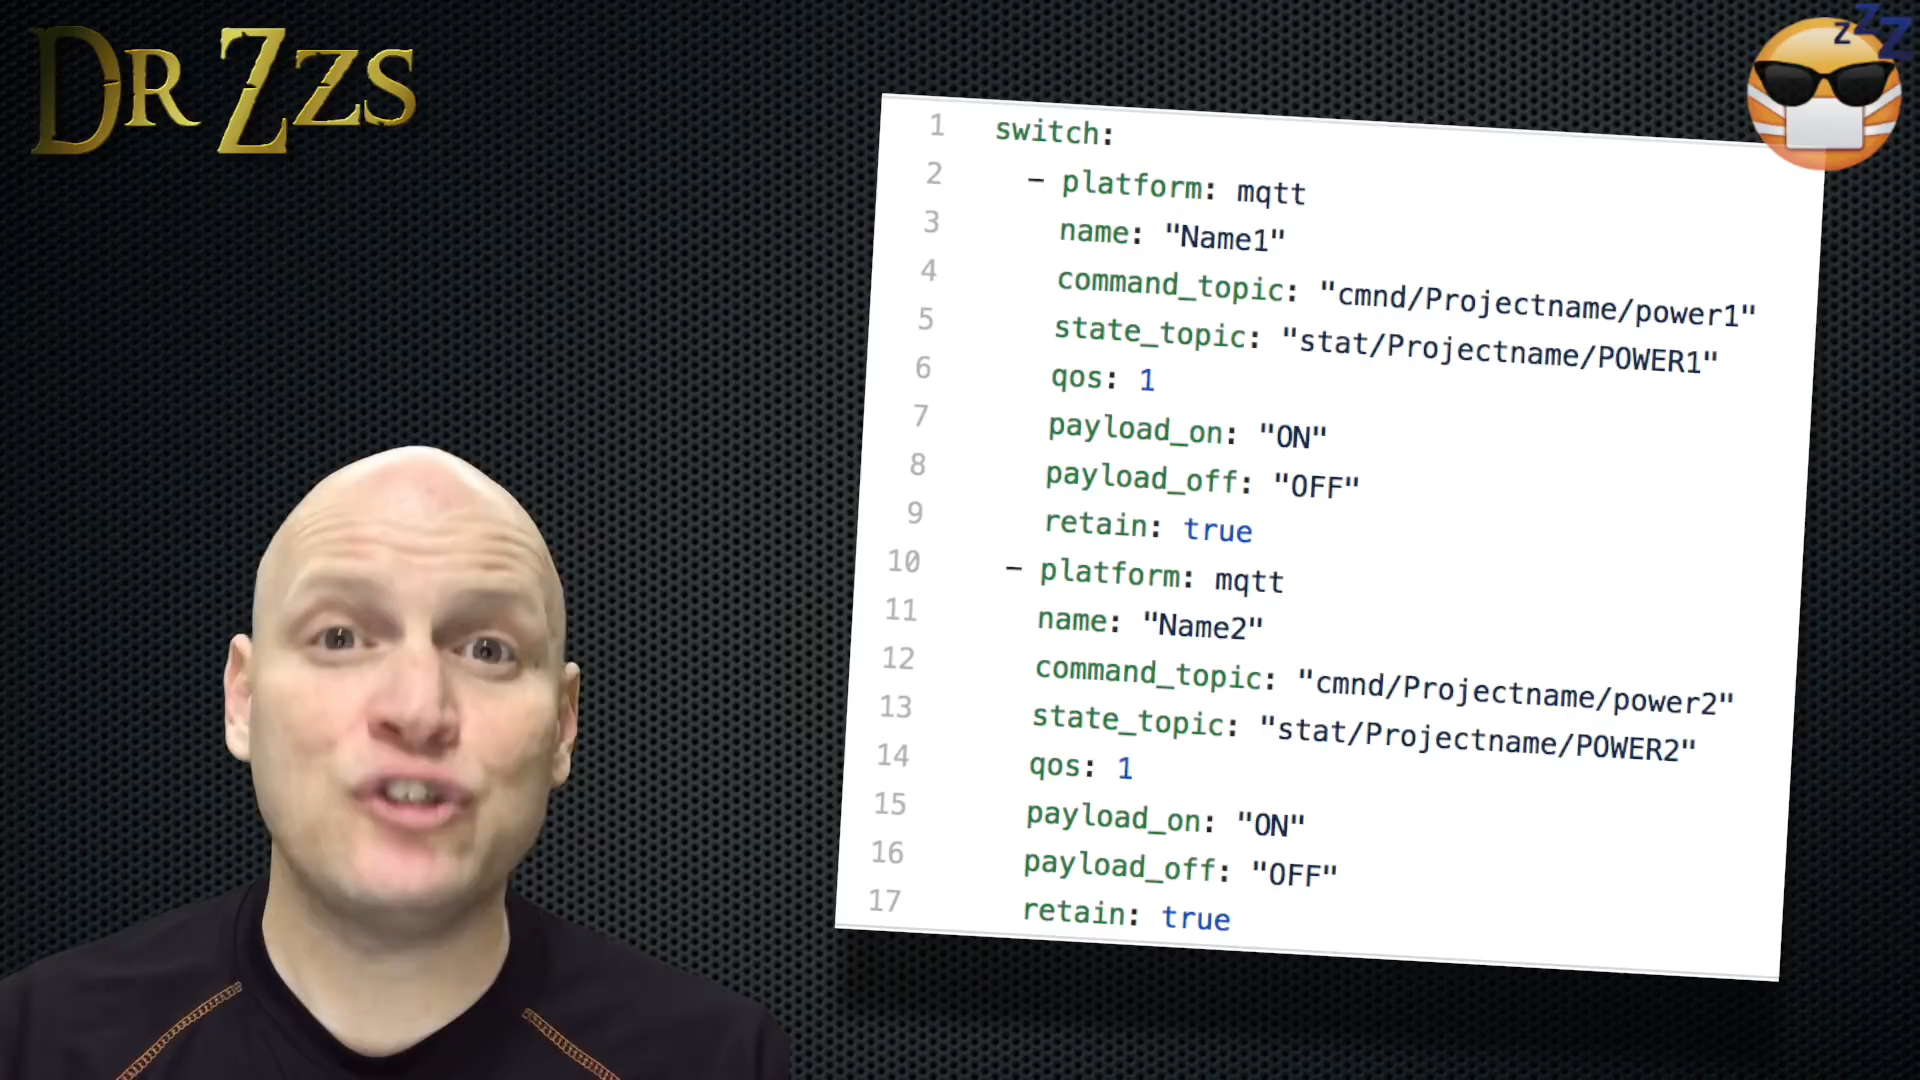 DR ZZS
zzz
1 switch:
2 - platform: mqtt
3 name: "Name1"
4 command_topic: "cmnd/Projectname/power1"
5 state_topic: "stat/Projectname/POWER1"
6 qos: 1
7 payload_on: "ON"
8 payload_off: "OFF"
9 retain: true
10 - platform: mqtt
11 name: "Name2"
12 command_topic: "cmnd/Projectname/power2"
13 state_topic: "stat/Projectname/POWER2"
14 qos: 1
15 payload_on: "ON"
16 payload_off: "OFF"
17 retain: true